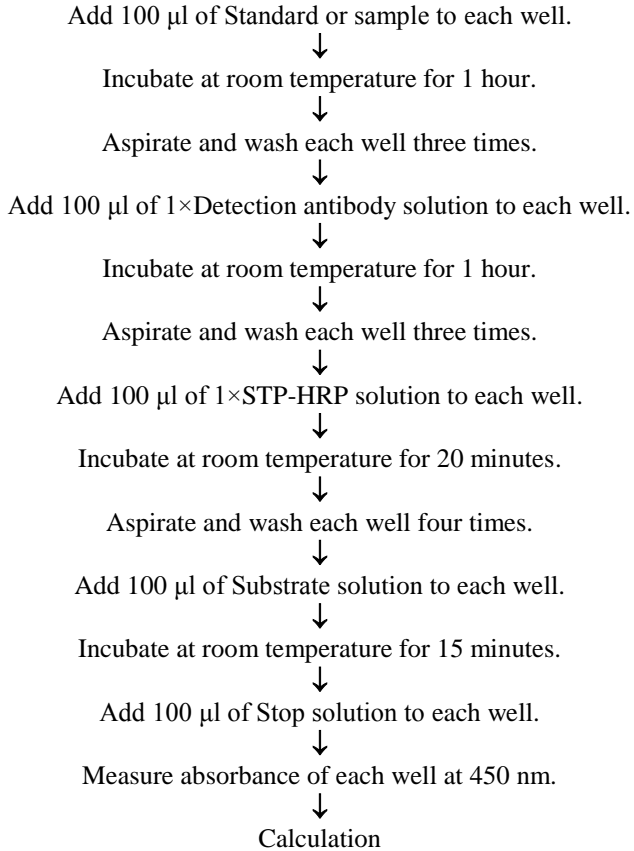 Add 100 μl of Standard or sample to each well.
↓
Incubate at room temperature for 1 hour.
↓
Aspirate and wash each well three times.
↓
Add 100 μl of 1×Detection antibody solution to each well.
↓
Incubate at room temperature for 1 hour.
↓
Aspirate and wash each well three times.
↓
Add 100 μl of 1×STP-HRP solution to each well.
↓
Incubate at room temperature for 20 minutes.
↓
Aspirate and wash each well four times.
↓
Add 100 μl of Substrate solution to each well.
↓
Incubate at room temperature for 15 minutes.
↓
Add 100 μl of Stop solution to each well.
↓
Measure absorbance of each well at 450 nm.
↓
Calculation